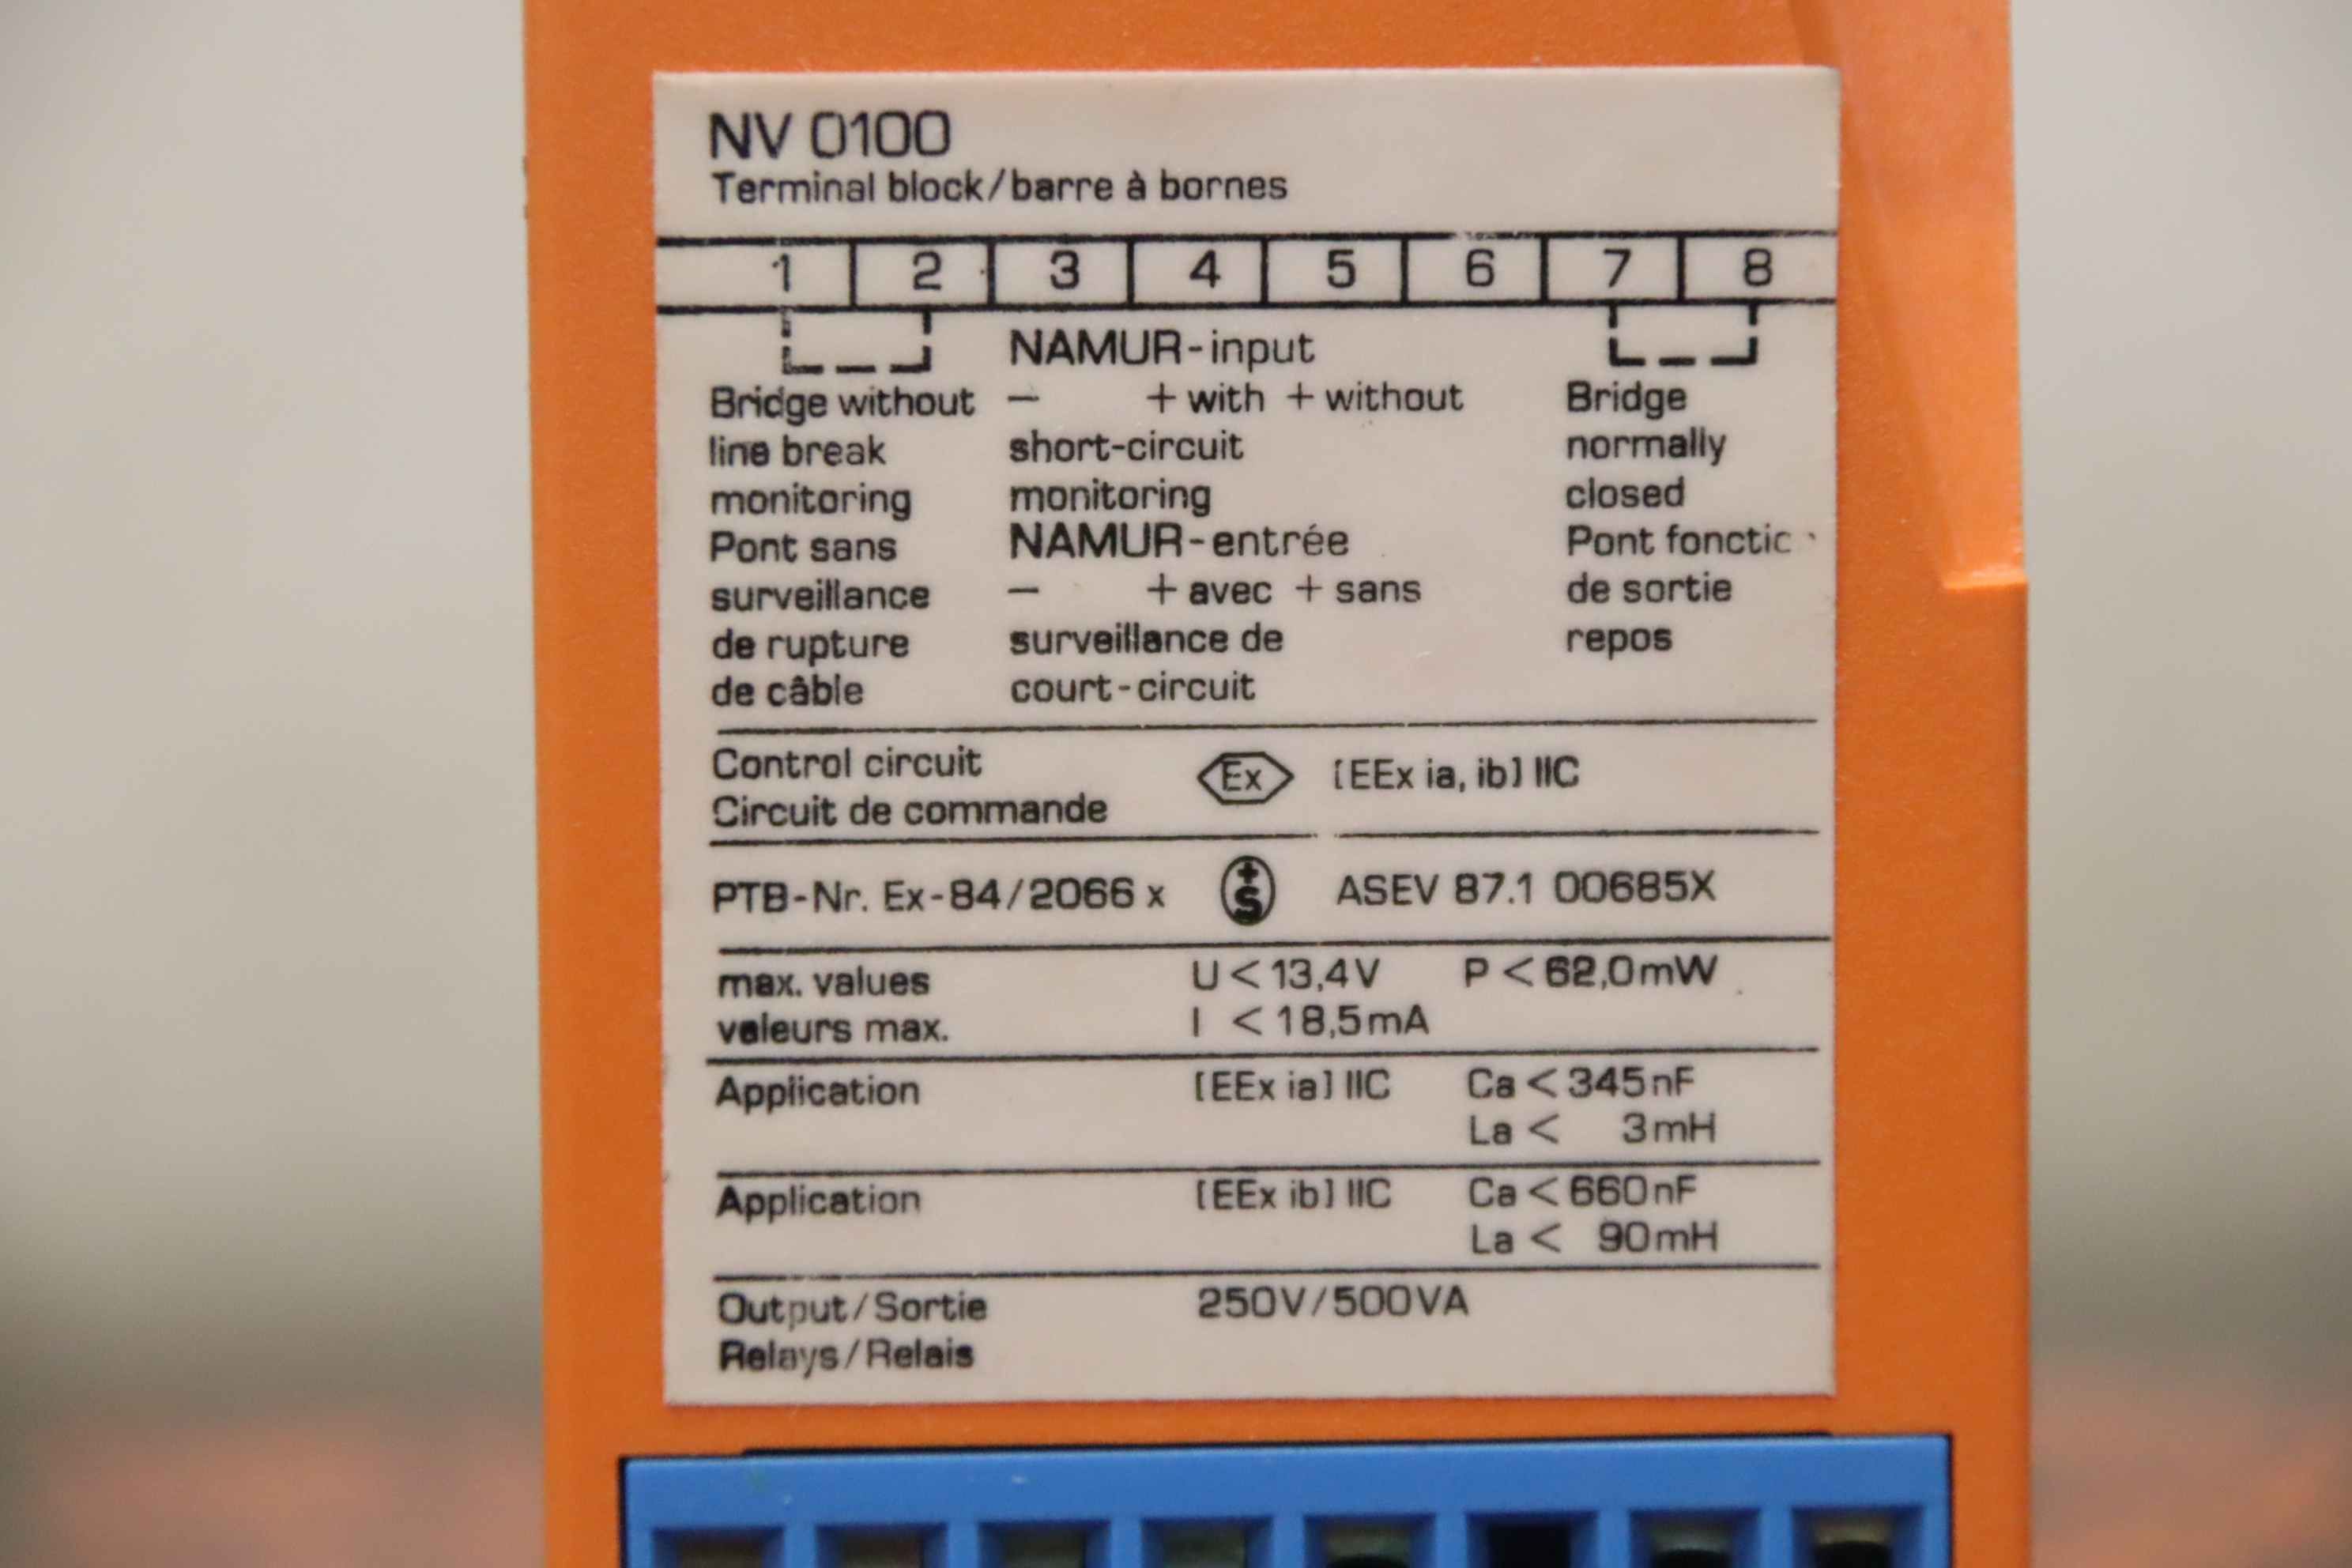 NV 0100
Terminal block/barre à bornes
1 2 3 4 5 6 7 8
NAMUR-input
Bridge without − + with + without Bridge
line break short-circuit normally
monitoring monitoring closed
Pont sans NAMUR-entrée Pont fonctio
surveillance − + avec + sans de sortie
de rupture surveillance de repos
de câble court-circuit
Control circuit Ex [EEx ia, ib] IIC
Circuit de commande
PTB-Nr. Ex-84/2066 x +S ASEV 87.1 00685X
max. values U < 13,4V P < 62,0mW
valeurs max. I < 18,5mA
Application [EEx ia] IIC Ca < 345nF
La < 3mH
Application [EEx ib] IIC Ca < 660nF
La < 90mH
Output/Sortie 250V/500VA
Relays/Relais